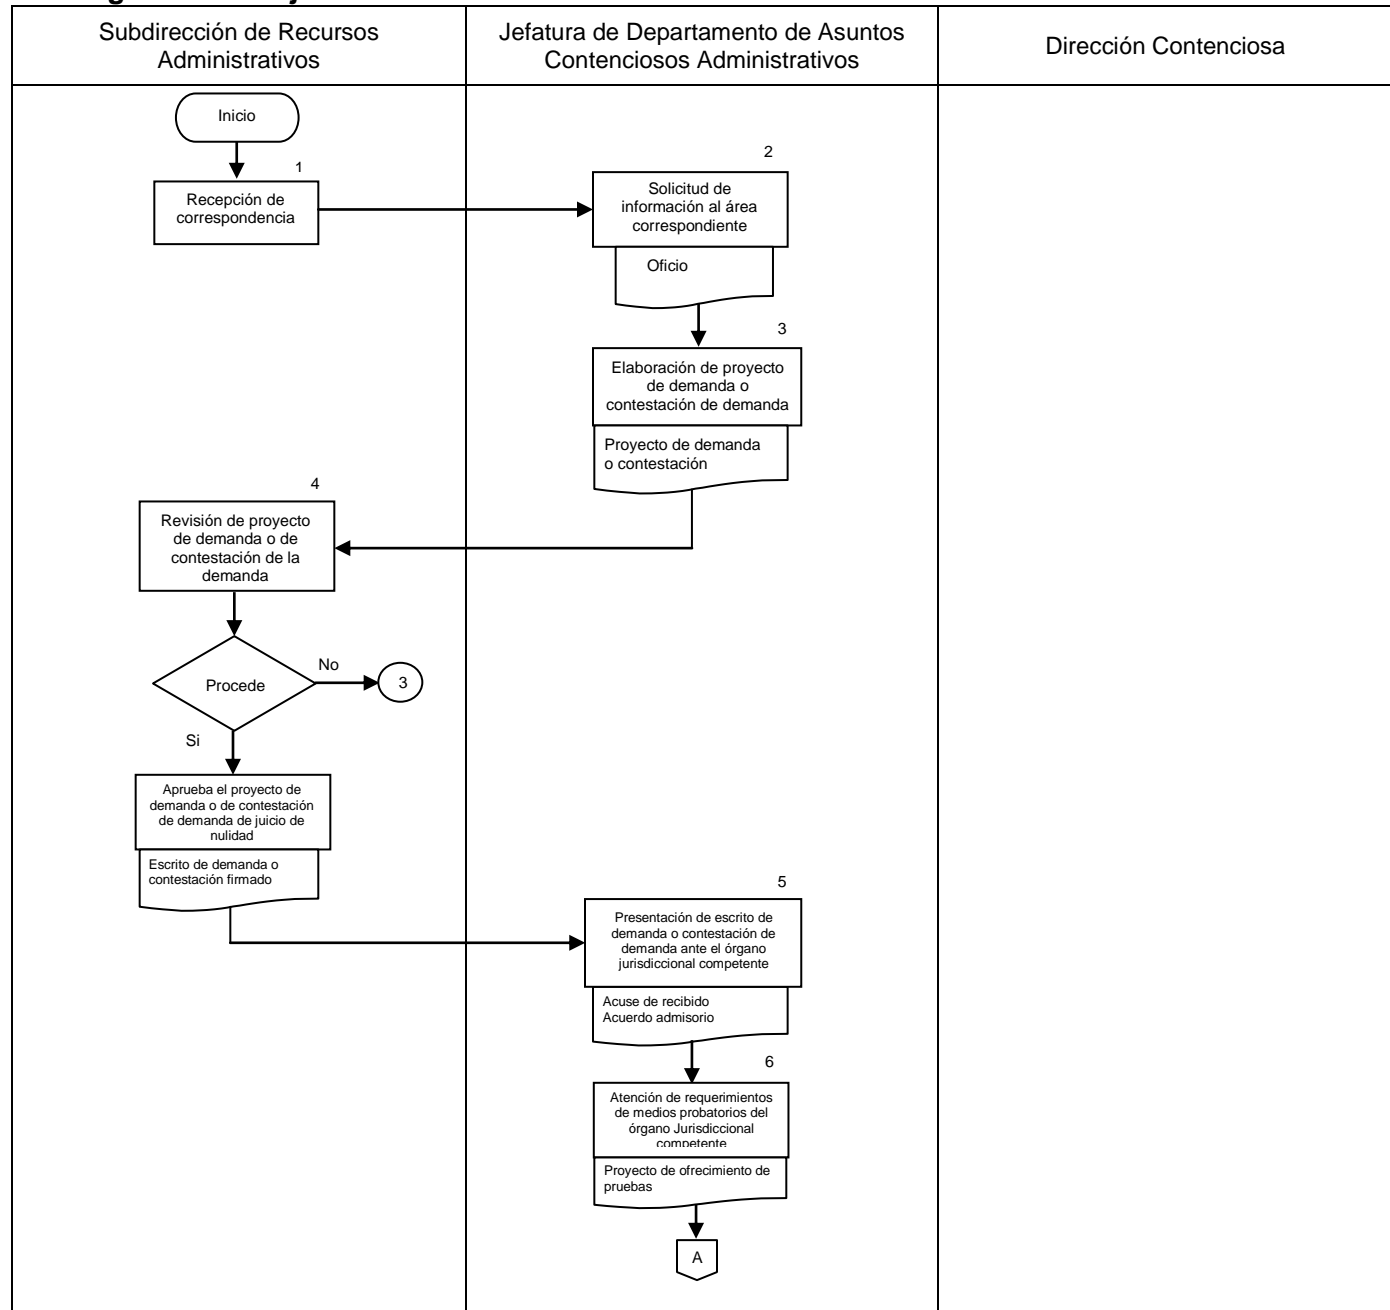 Subdirección de Recursos
Administrativos
Jefatura de Departamento de Asuntos
Contenciosos Administrativos
Dirección Contenciosa
Inicio
1
Recepción de
correspondencia
2
Solicitud de
información al área
correspondiente
Oficio
3
Elaboración de proyecto
de demanda o
contestación de demanda
Proyecto de demanda
o contestación
4
Revisión de proyecto
de demanda o de
contestación de la
demanda
Procede
No
3
Si
Aprueba el proyecto de
demanda o de contestación
de demanda de juicio de
nulidad
Escrito de demanda o
contestación firmado
5
Presentación de escrito de
demanda o contestación de
demanda ante el órgano
jurisdiccional competente
Acuse de recibido
Acuerdo admisorio
6
Atención de requerimientos
de medios probatorios del
órgano Jurisdiccional
competente
Proyecto de ofrecimiento de
pruebas
A